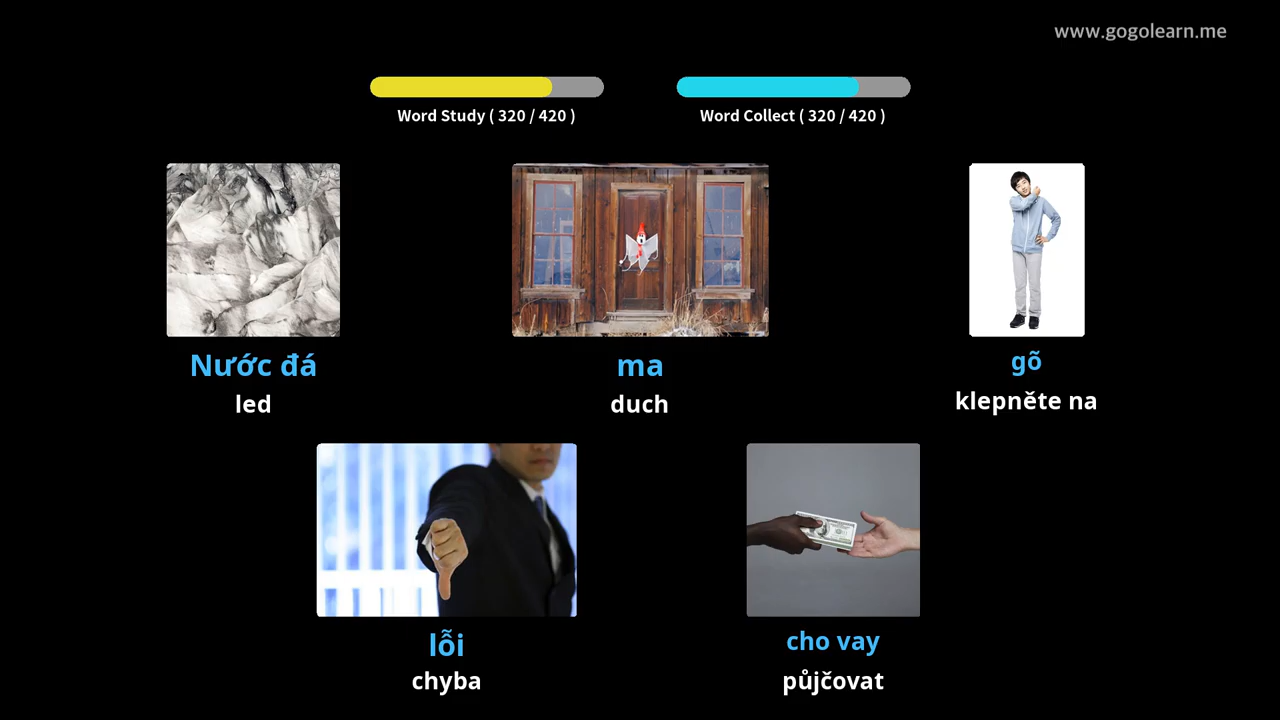 www.gogolearn.me
Word Study ( 320 / 420 )
Word Collect ( 320 / 420 )
Nước đá
led
ma
duch
gõ
klepněte na
lỗi
chyba
cho vay
půjčovat